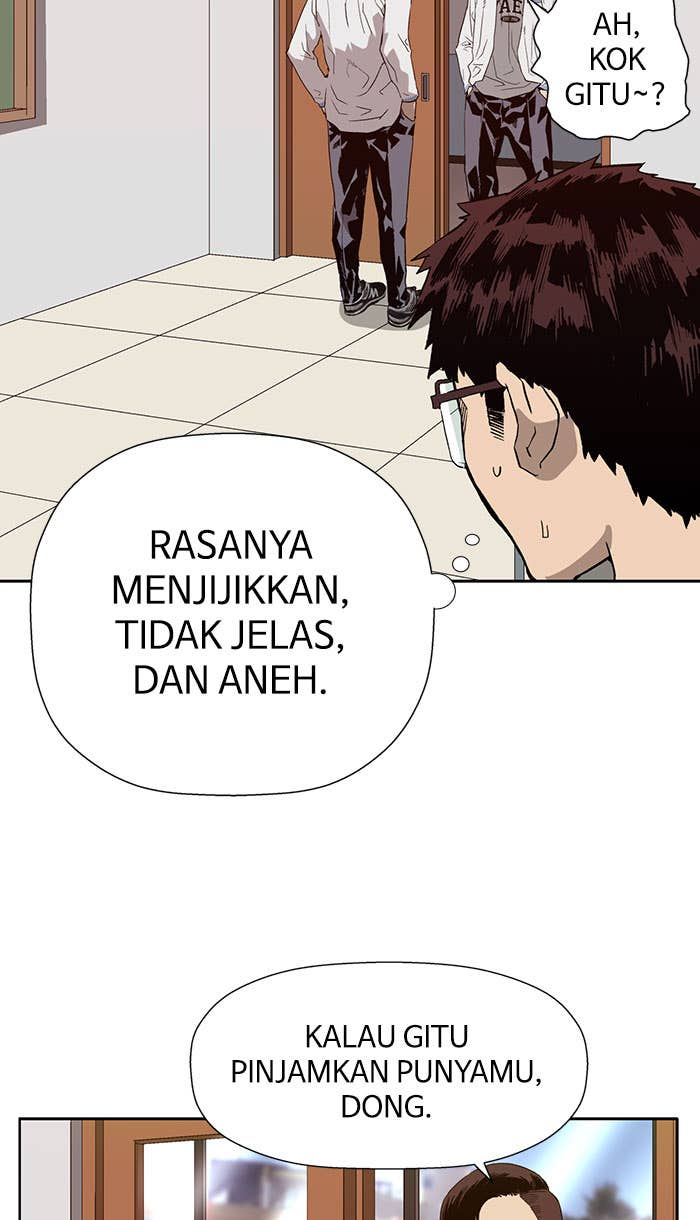 AH,
KOK
GITU~?
RASANYA
MENJIJIKKAN,
TIDAK JELAS,
DAN ANEH.
KALAU GITU
PINJAMKAN PUNYAMU,
DONG.